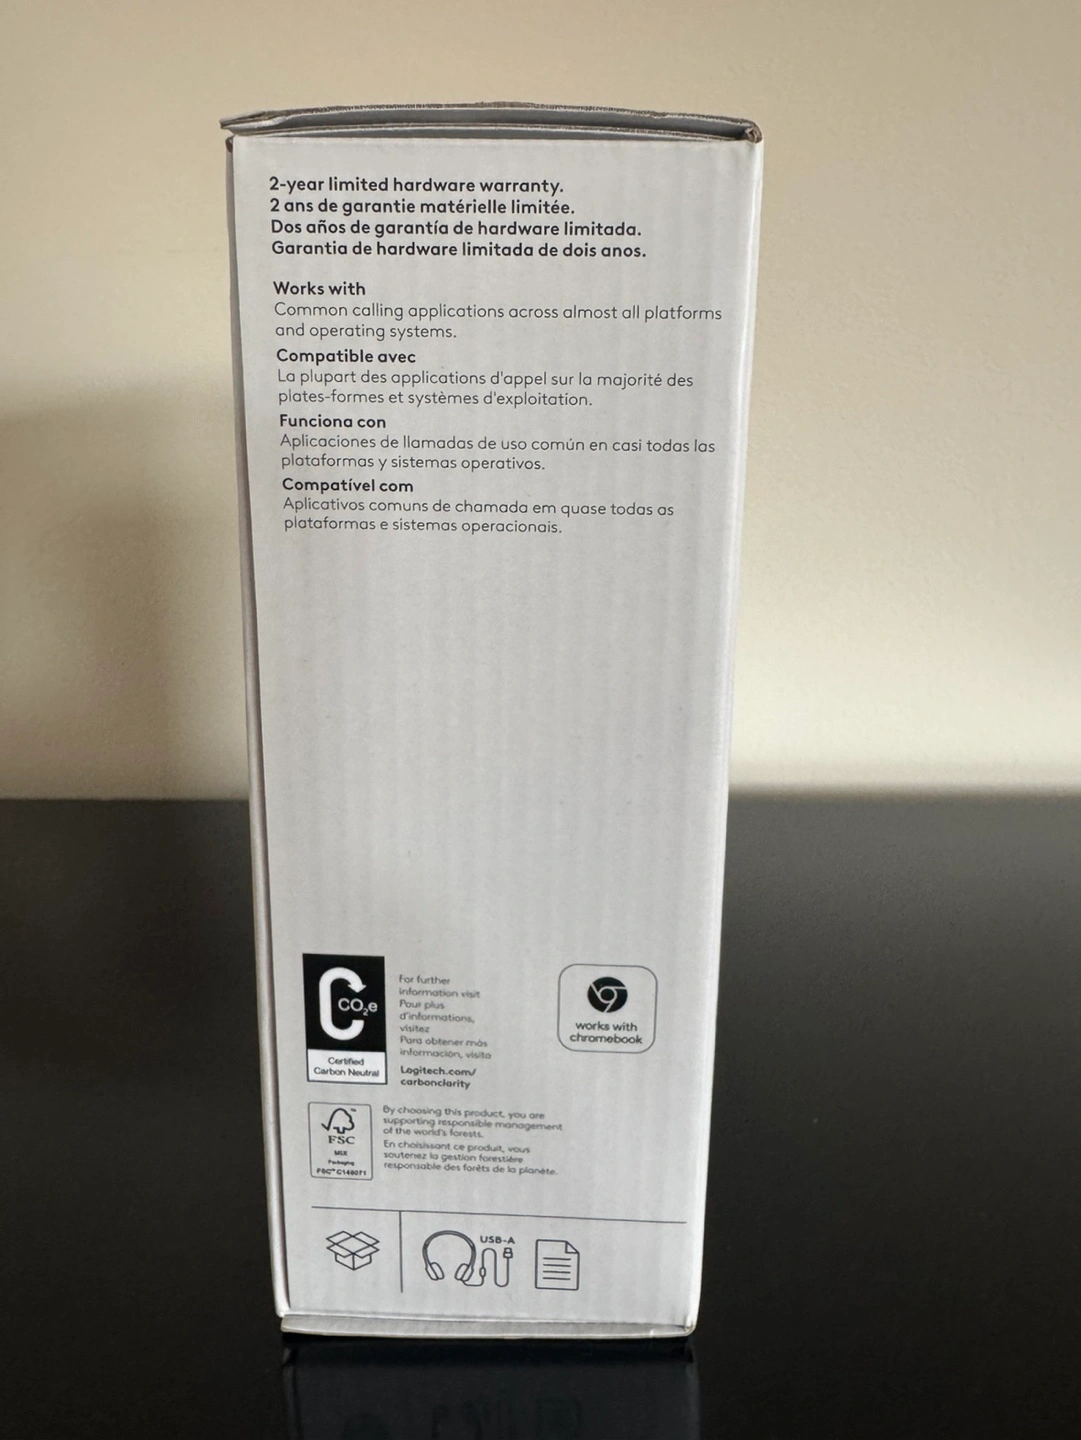 2-year limited hardware warranty.
2 ans de garantie matérielle limitée.
Dos años de garantía de hardware limitada.
Garantia de hardware limitada de dois anos.
Works with
Common calling applications across almost all platforms
and operating systems.
Compatible avec
La plupart des applications d'appel sur la majorité des
plates-formes et systèmes d'exploitation.
Funciona con
Aplicaciones de llamadas de uso común en casi todas las
plataformas y sistemas operativos.
Compatível com
Aplicativos comuns de chamada em quase todas as
plataformas e sistemas operacionais.
CO₂e
Certified
Carbon Neutral
For further
information visit
Pour plus
d'informations,
visitez
Para obtener más
información, visita
Logitech.com/
carbonclarity
works with
chromebook
FSC
MIX
Packaging
FSC™ C146071
By choosing this product, you are
supporting responsible management
of the world's forests.
En choisissant ce produit, vous
soutenez la gestion forestière
responsable des forêts de la planète.
USB-A